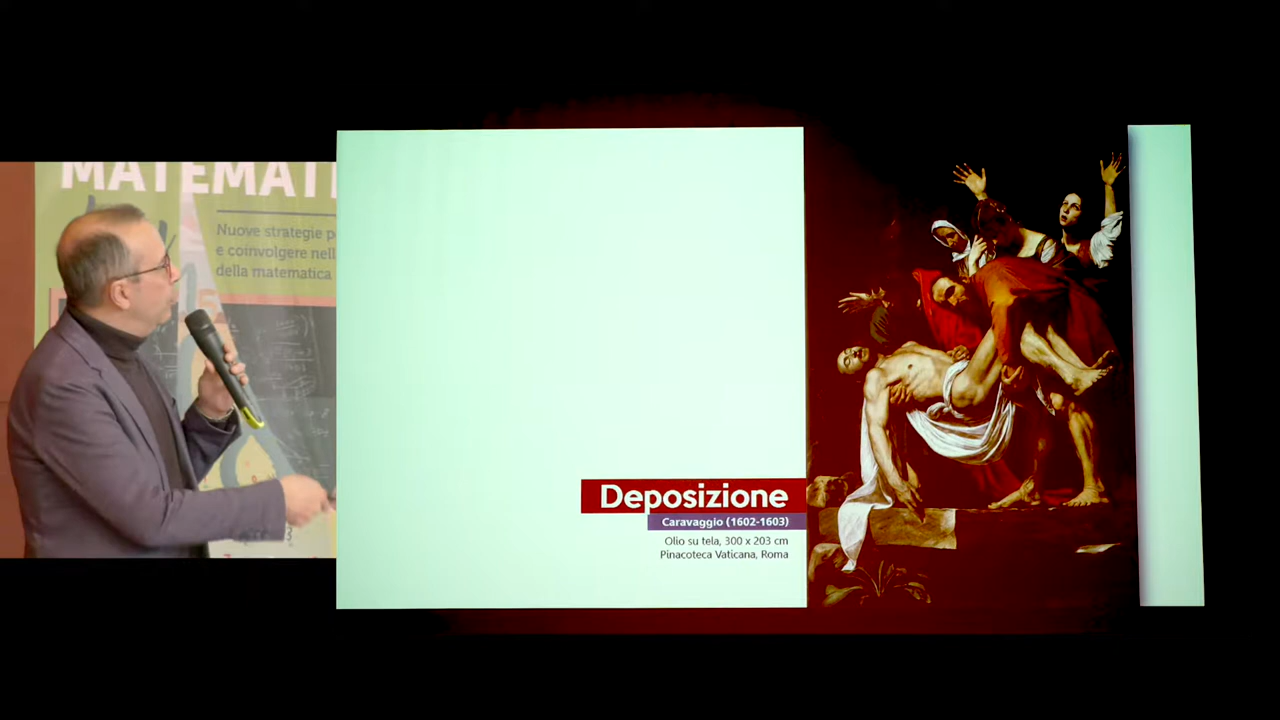 MATEMATI
Nuove strategie p
e coinvolgere nell
della matematica
Deposizione
Caravaggio (1602-1603)
Olio su tela, 300 x 203 cm
Pinacoteca Vaticana, Roma